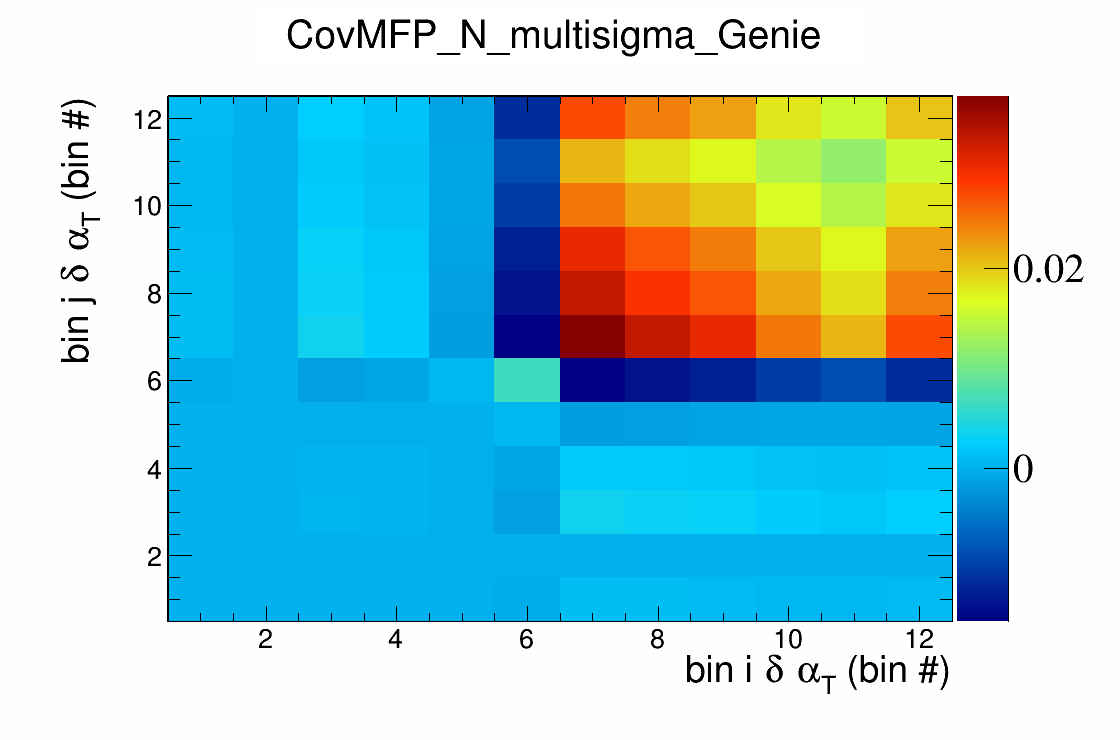 CovMFP_N_multisigma_Genie
bin j δ α_T (bin #)
12
10
8
6
4
2
2 4 6 8 10 12
bin i δ α_T (bin #)
0.02
0